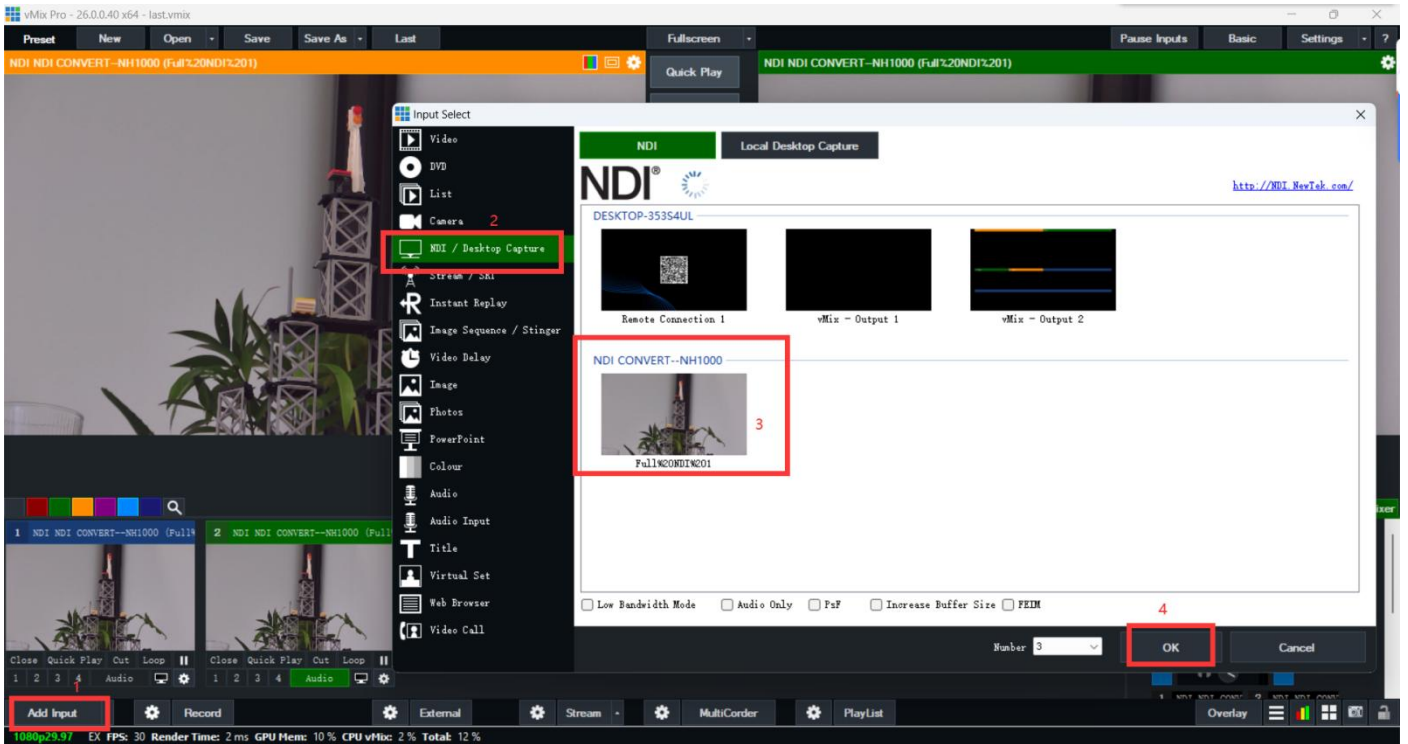 vMix Pro - 26.0.0.40 x64 - last.vmix
Preset New Open Save Save As Last Fullscreen Pause Inputs Basic Settings ?
NDI NDI CONVERT--NH1000 (Full%20NDI%201)
Quick Play
NDI NDI CONVERT--NH1000 (Full%20NDI%201)
Input Select
Video
DVD
List
Camera
2
NDI / Desktop Capture
Stream / SRT
Instant Replay
Image Sequence / Stinger
Video Delay
Image
Photos
PowerPoint
Colour
Audio
Audio Input
Title
Virtual Set
Web Browser
Video Call
NDI Local Desktop Capture
NDI®
http://NDI.NewTek.com/
DESKTOP-353S4UL
Remote Connection 1 vMix - Output 1 vMix - Output 2
NDI CONVERT--NH1000
3
Full%20NDI%201
Low Bandwidth Mode Audio Only PsF Increase Buffer Size
4
Number 3 OK Cancel
1 NDI NDI CONVERT--NH1000 (Full%
2 NDI NDI CONVERT--NH1000 (Full
Close Quick Play Cut Loop
Close Quick Play Cut Loop
1 2 3 4 Audio
1 2 3 4 Audio
1
Add Input Record External Stream MultiCorder PlayList Overlay
1080p29.97 EX FPS: 30 Render Time: 2 ms GPU Mem: 10 % CPU vMix: 2 % Total: 12 %